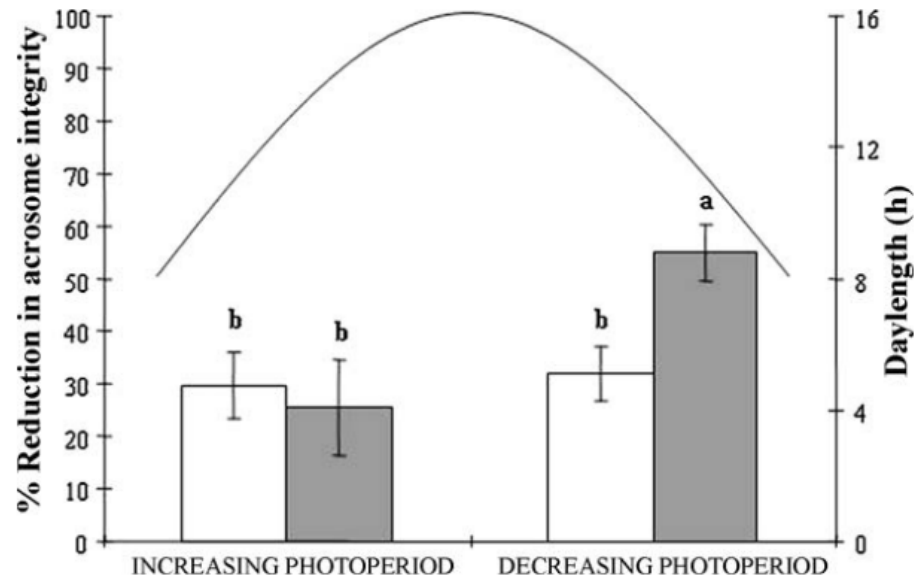 % Reduction in acrosome integrity
100
90
80
70
60
50
40
30
20
10
0
b
b
b
a
16
12
8
4
0
Daylength (h)
INCREASING PHOTOPERIOD
DECREASING PHOTOPERIOD